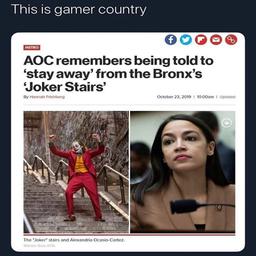 This is gamer country
METRO
AOC remembers being told to
'stay away' from the Bronx's
'Joker Stairs'
By Hannah Frishberg
October 23, 2019 | 10:00am | Updated
The "Joker" stairs and Alexandria Ocasio-Cortez.